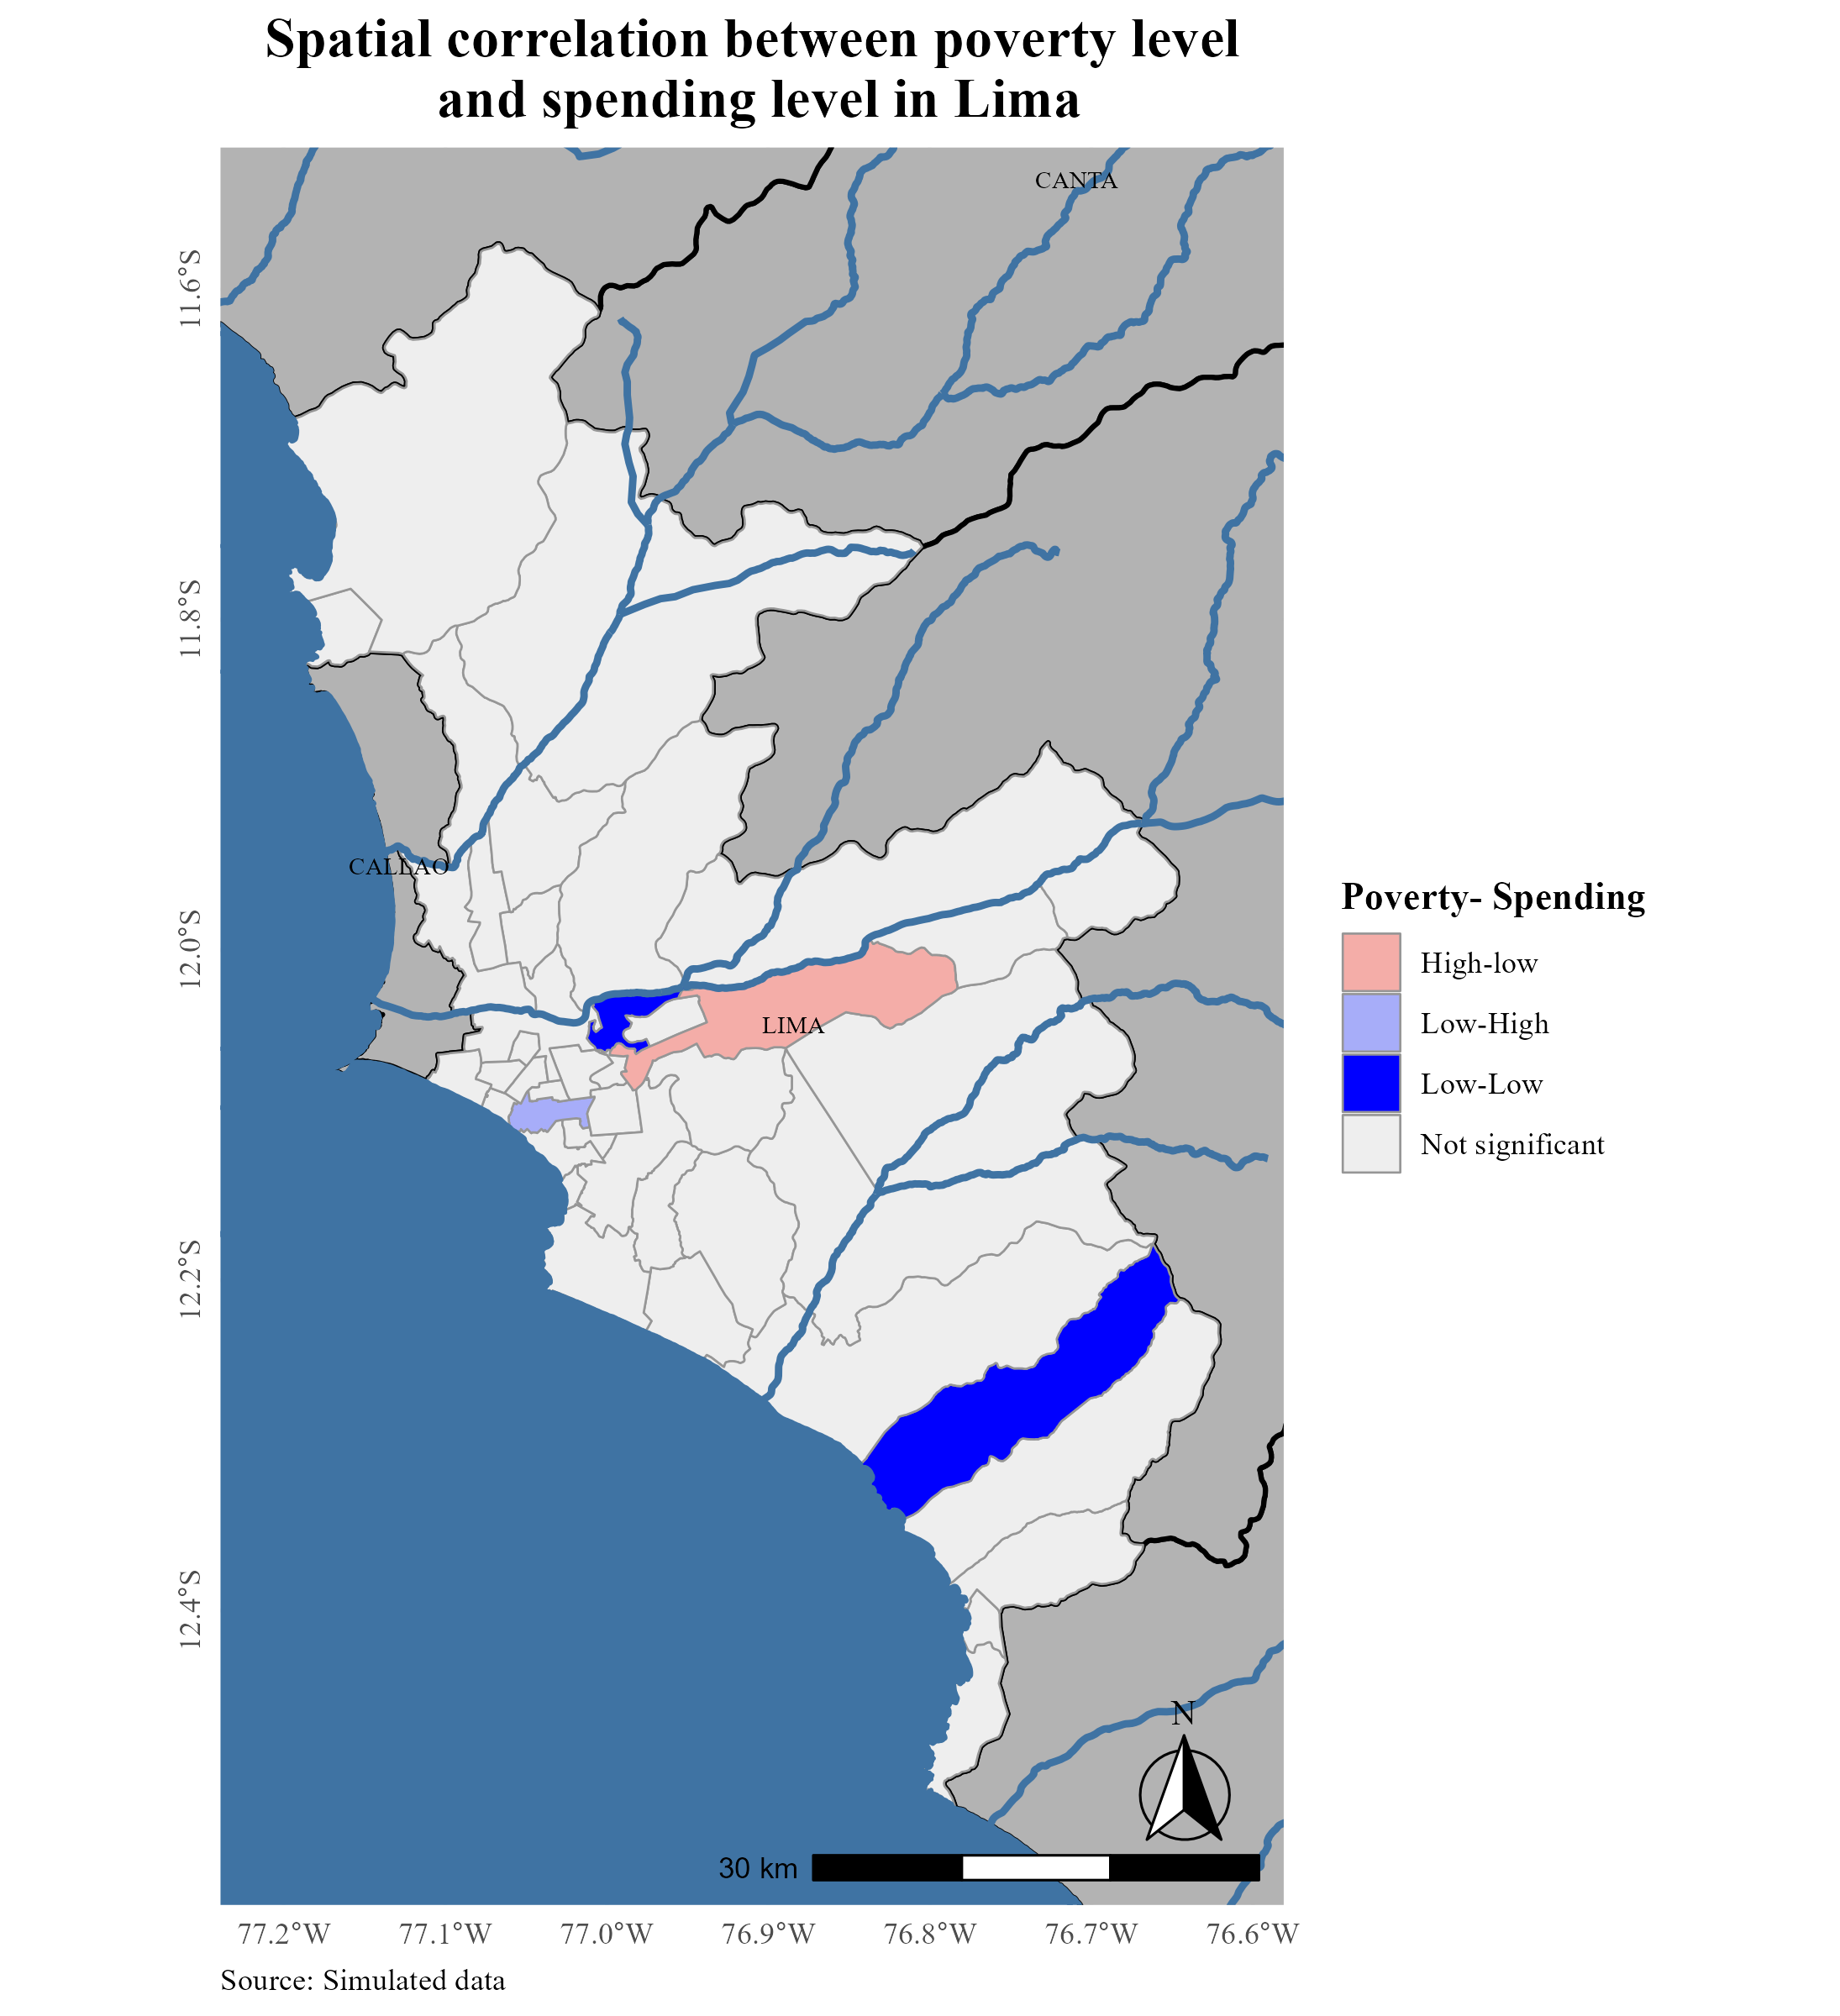 Spatial correlation between poverty level
and spending level in Lima
CANTA
11.6°S
11.8°S
CALLAO
12.0°S
LIMA
12.2°S
12.4°S
Poverty- Spending
High-low
Low-High
Low-Low
Not significant
N
30 km
77.2°W 77.1°W 77.0°W 76.9°W 76.8°W 76.7°W 76.6°W
Source: Simulated data